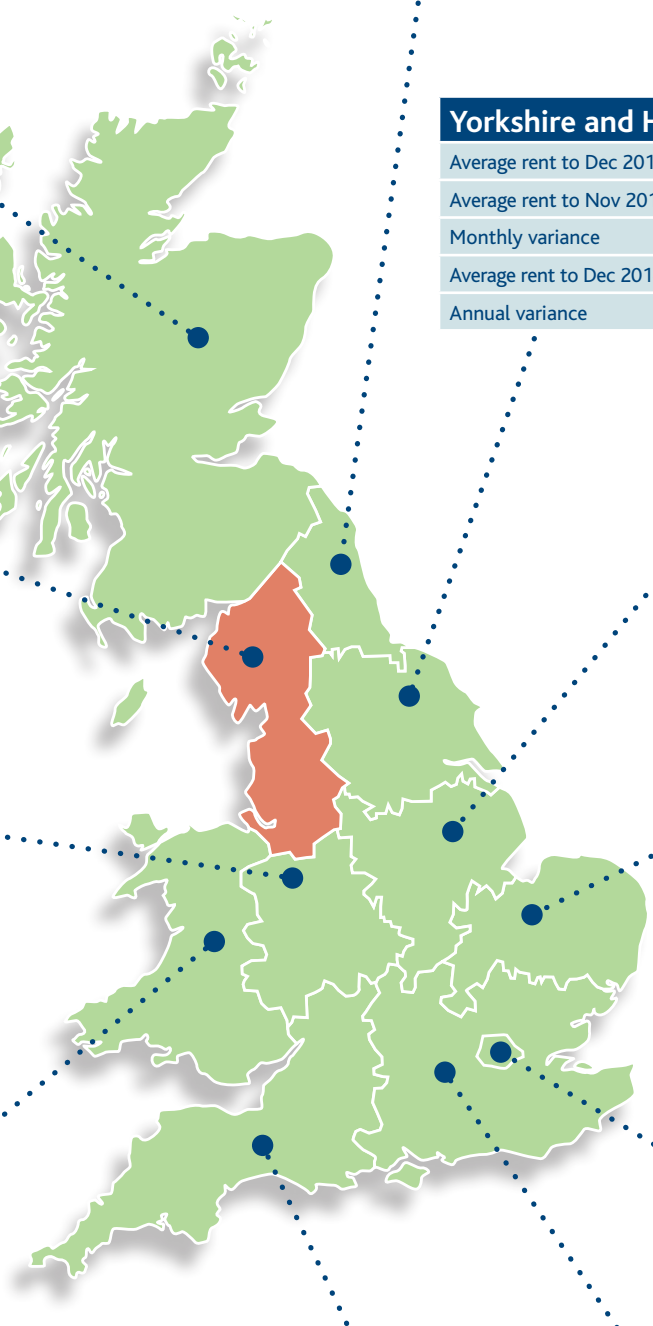 Yorkshire and H
Average rent to Dec 201
Average rent to Nov 201
Monthly variance
Average rent to Dec 201
Annual variance